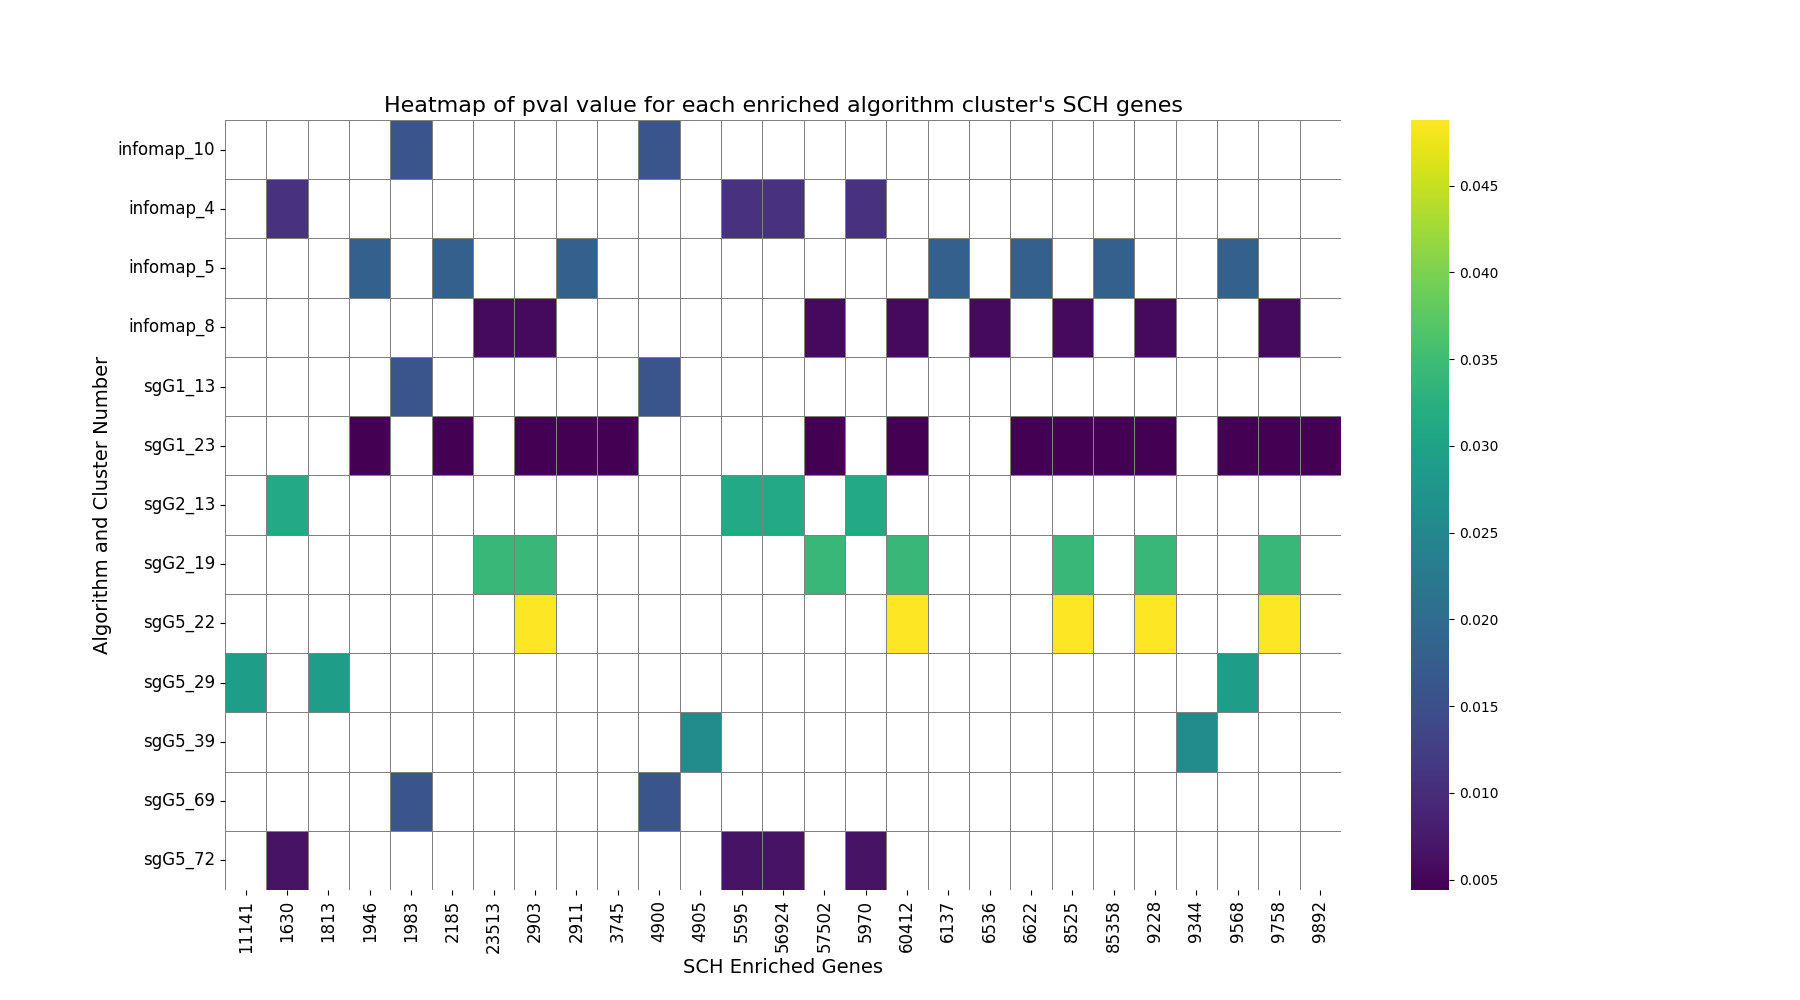 Heatmap of pval value for each enriched algorithm cluster's SCH genes
Algorithm and Cluster Number
infomap_10
infomap_4
infomap_5
infomap_8
sgG1_13
sgG1_23
sgG2_13
sgG2_19
sgG5_22
sgG5_29
sgG5_39
sgG5_69
sgG5_72
11141
1630
1813
1946
1983
2185
23513
2903
2911
3745
4900
4905
5595
56924
57502
5970
60412
6137
6536
6622
8525
85358
9228
9344
9568
9758
9892
SCH Enriched Genes
0.045
0.040
0.035
0.030
0.025
0.020
0.015
0.010
0.005